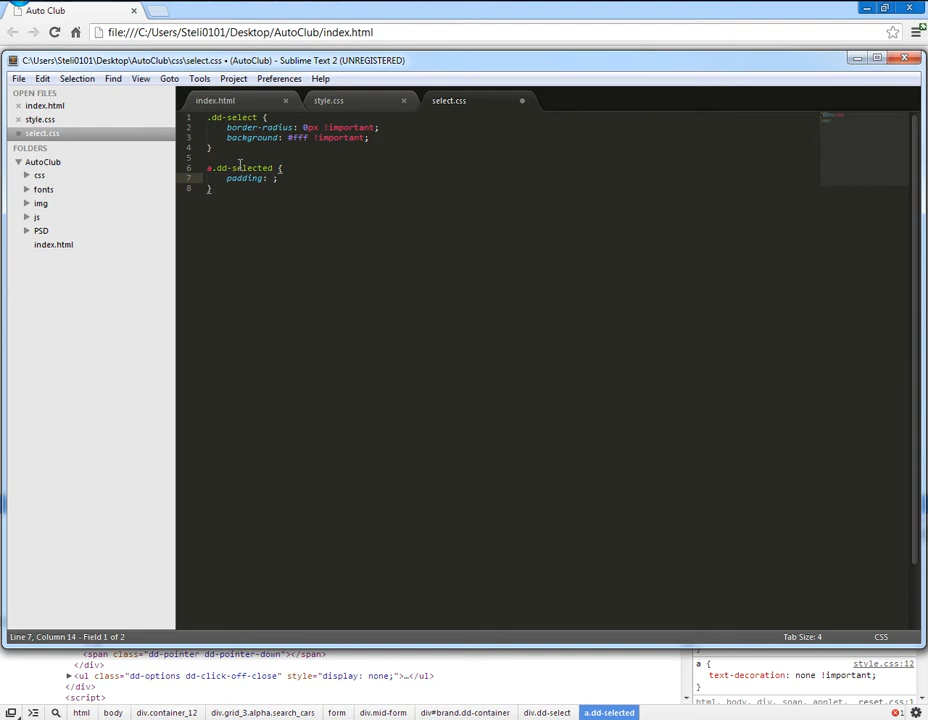 Auto Club
file:///C:/Users/Steli0101/Desktop/AutoClub/index.html
C:\Users\Steli0101\Desktop\AutoClub\css\select.css • (AutoClub) - Sublime Text 2 (UNREGISTERED)
File Edit Selection Find View Goto Tools Project Preferences Help
OPEN FILES
index.html
style.css
select.css
FOLDERS
AutoClub
css
fonts
img
js
PSD
index.html
index.html style.css select.css
1 .dd-select {
2 border-radius: 0px !important;
3 background: #fff !important;
4 }
5
6 a.dd-selected {
7 padding: ;
8 }
Line 7, Column 14 - Field 1 of 2 Tab Size: 4 CSS
<span class="dd-pointer dd-pointer-down"></span>
</div>
<ul class="dd-options dd-click-off-close" style="display: none;">…</ul>
</div>
<script>
}
a { style.css:12
text-decoration: none !important;
}
html, body, div, span, applet, reset.css:16
html body div.container_12 div.grid_3.alpha.search_cars form div.mid-form div#brand.dd-container div.dd-select a.dd-selected 1